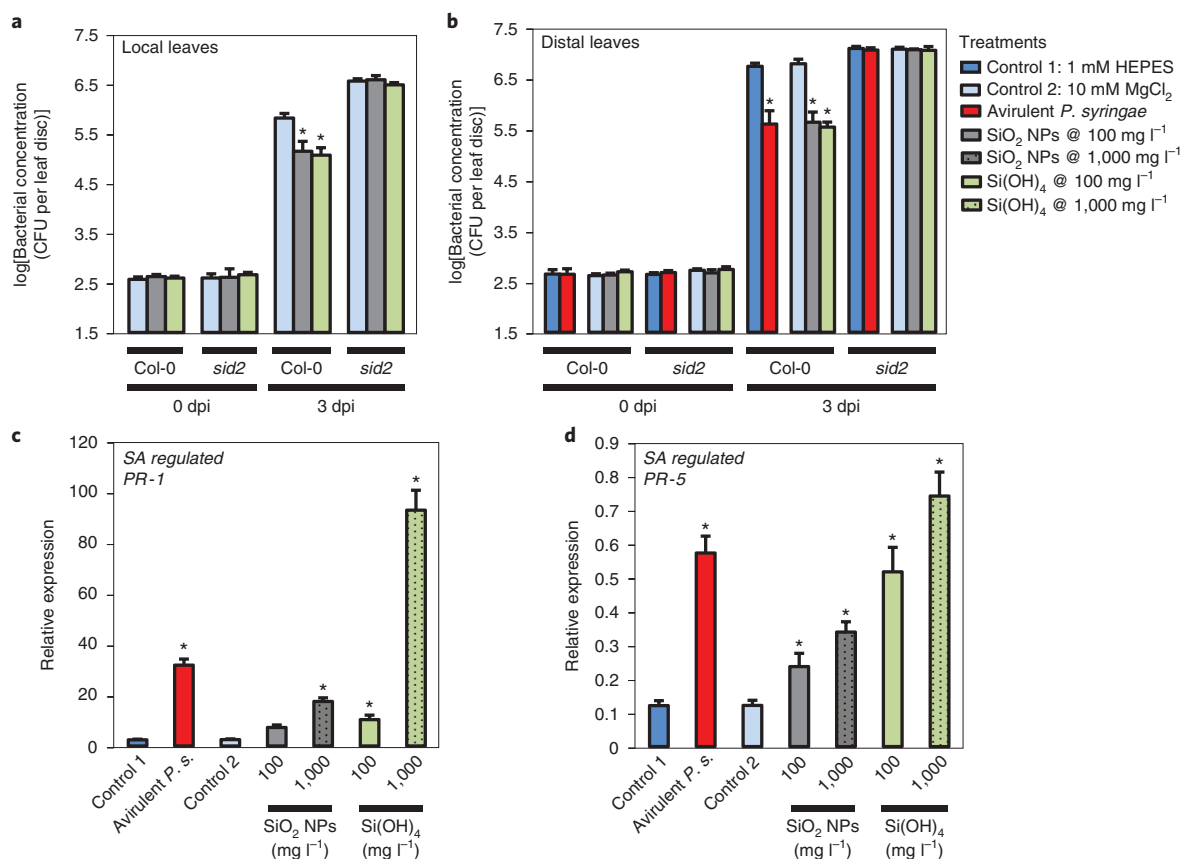 a
Local leaves
log[Bacterial concentration
(CFU per leaf disc)]
7.5
6.5
5.5
4.5
3.5
2.5
1.5
* *
Col-0 sid2 Col-0 sid2
0 dpi 3 dpi
b
Distal leaves
log[Bacterial concentration
(CFU per leaf disc)]
7.5
6.5
5.5
4.5
3.5
2.5
1.5
* * *
Col-0 sid2 Col-0 sid2
0 dpi 3 dpi
Treatments
Control 1: 1 mM HEPES
Control 2: 10 mM MgCl₂
Avirulent P. syringae
SiO₂ NPs @ 100 mg l⁻¹
SiO₂ NPs @ 1,000 mg l⁻¹
Si(OH)₄ @ 100 mg l⁻¹
Si(OH)₄ @ 1,000 mg l⁻¹
c
SA regulated
PR-1
Relative expression
120
100
80
60
40
20
0
* * * *
Control 1 Avirulent P. s. Control 2 100 1,000 100 1,000
SiO₂ NPs Si(OH)₄
(mg l⁻¹) (mg l⁻¹)
d
SA regulated
PR-5
Relative expression
0.9
0.8
0.7
0.6
0.5
0.4
0.3
0.2
0.1
0
* * * * *
Control 1 Avirulent P. s. Control 2 100 1,000 100 1,000
SiO₂ NPs Si(OH)₄
(mg l⁻¹) (mg l⁻¹)